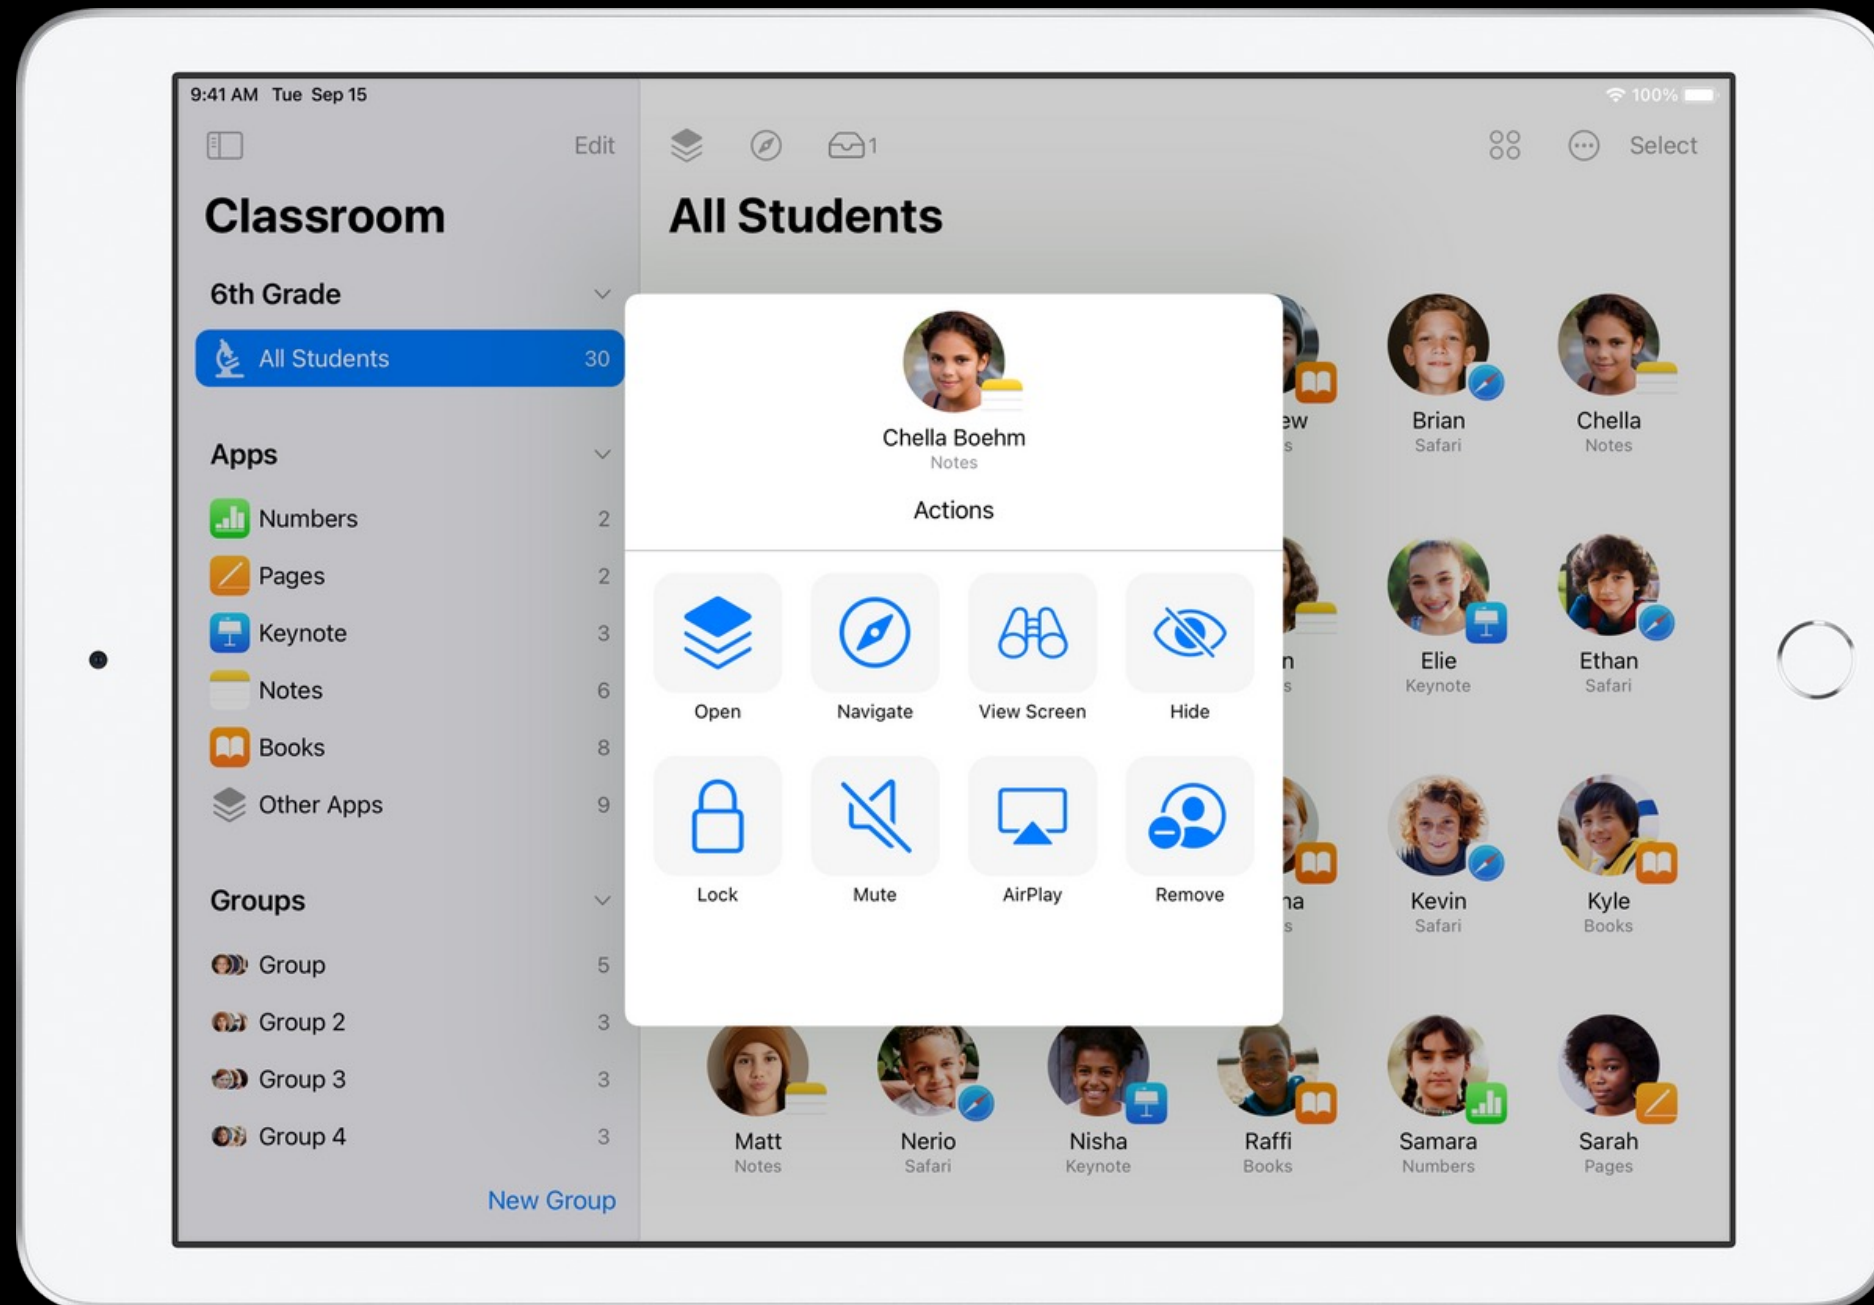 9:41 AM Tue Sep 15
100%
Edit
1
Select
Classroom
All Students
6th Grade
All Students 30
Apps
Numbers 2
Pages 2
Keynote 3
Notes 6
Books 8
Other Apps 9
Groups
Group 5
Group 2 3
Group 3 3
Group 4 3
New Group
Chella Boehm
Notes
Actions
Open Navigate View Screen Hide
Lock Mute AirPlay Remove
ew Brian Chella
s Safari Notes
n Elie Ethan
s Keynote Safari
na Kevin Kyle
s Safari Books
Matt Nerio Nisha Raffi Samara Sarah
Notes Safari Keynote Books Numbers Pages